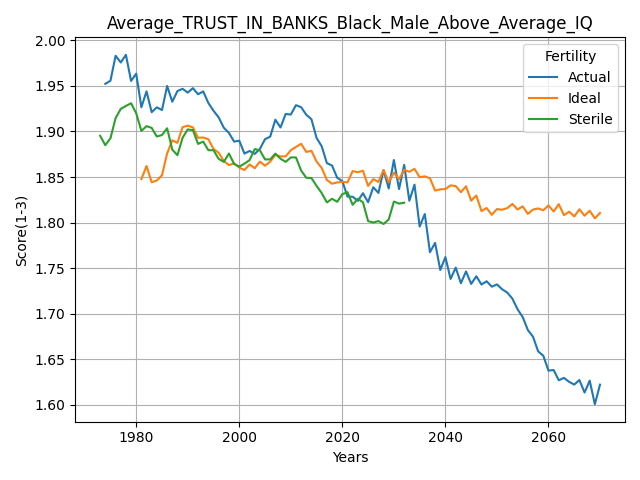 Average_TRUST_IN_BANKS_Black_Male_Above_Average_IQ
Fertility
Actual
Ideal
Sterile
Score(1-3)
2.00
1.95
1.90
1.85
1.80
1.75
1.70
1.65
1.60
1980 2000 2020 2040 2060
Years